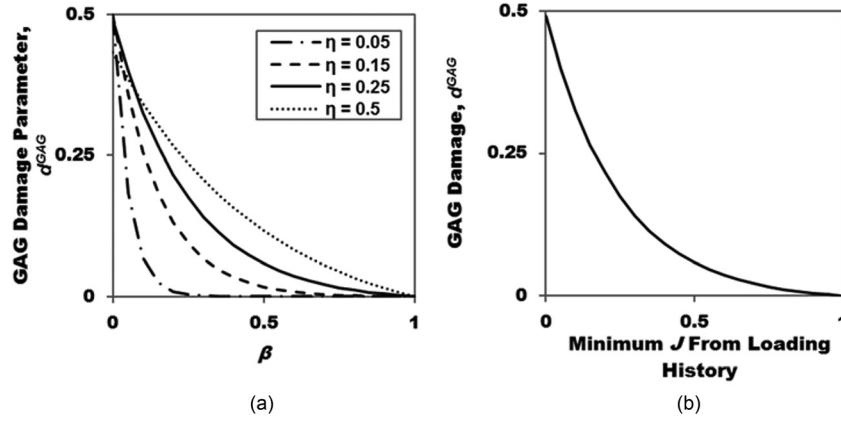 GAG Damage Parameter,
d^GAG
0.5
0.25
0
0
0.5
1
β
η = 0.05
η = 0.15
η = 0.25
η = 0.5
(a)
GAG Damage, d^GAG
0.5
0.25
0
0
0.5
1
Minimum J From Loading
History
(b)